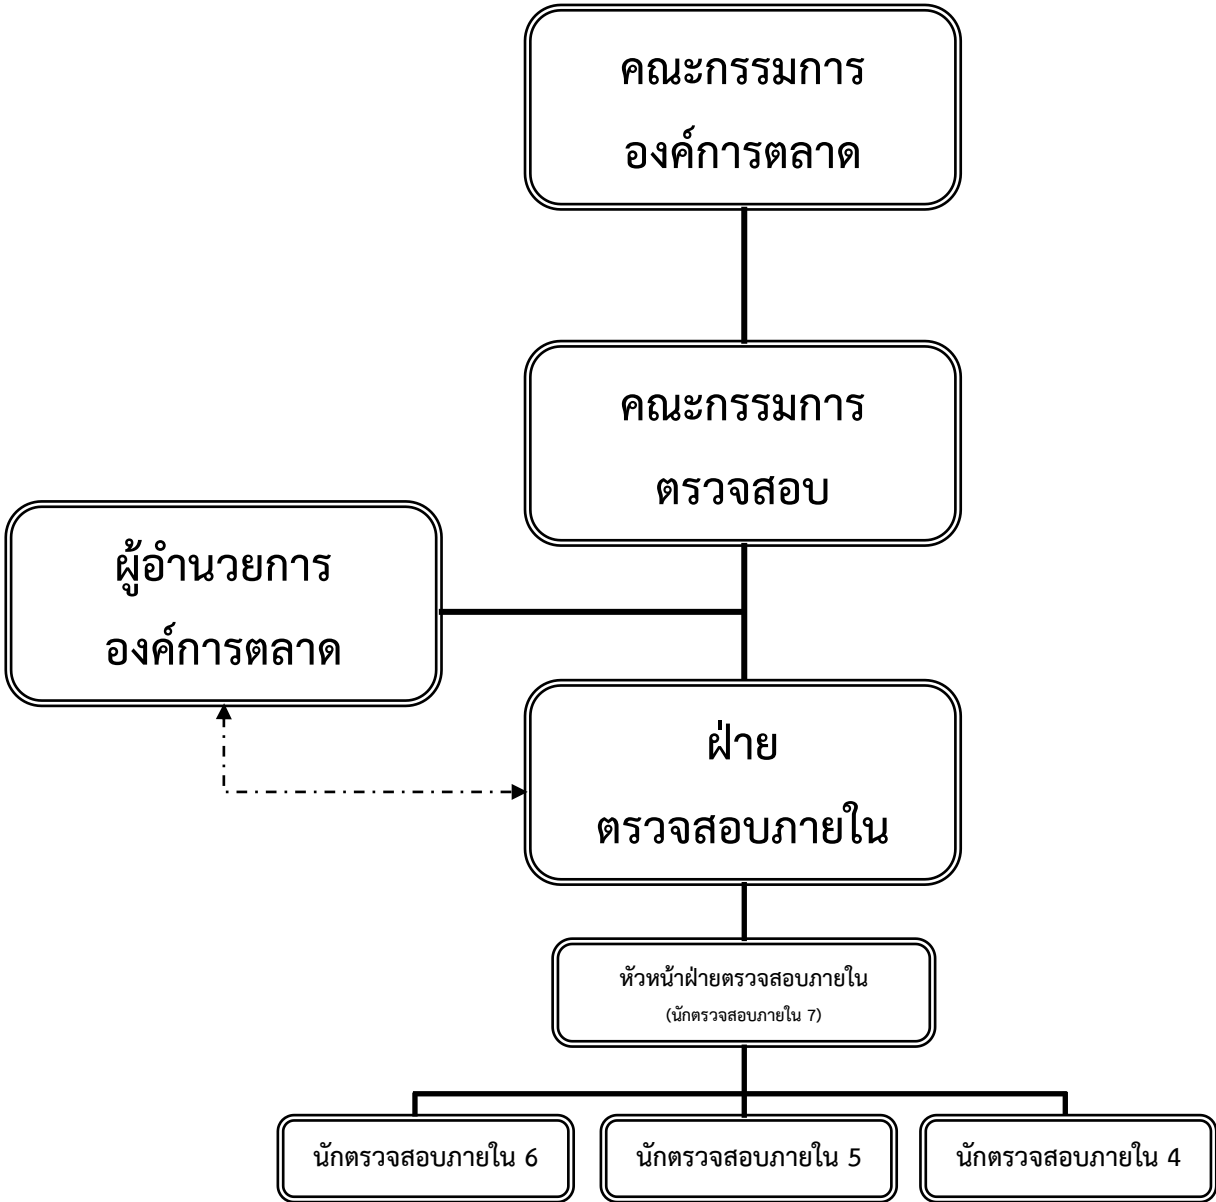 คณะกรรมการ
องค์การตลาด
คณะกรรมการ
ตรวจสอบ
ผู้อำนวยการ
องค์การตลาด
ฝ่าย
ตรวจสอบภายใน
หัวหน้าฝ่ายตรวจสอบภายใน
(นักตรวจสอบภายใน 7)
นักตรวจสอบภายใน 6
นักตรวจสอบภายใน 5
นักตรวจสอบภายใน 4